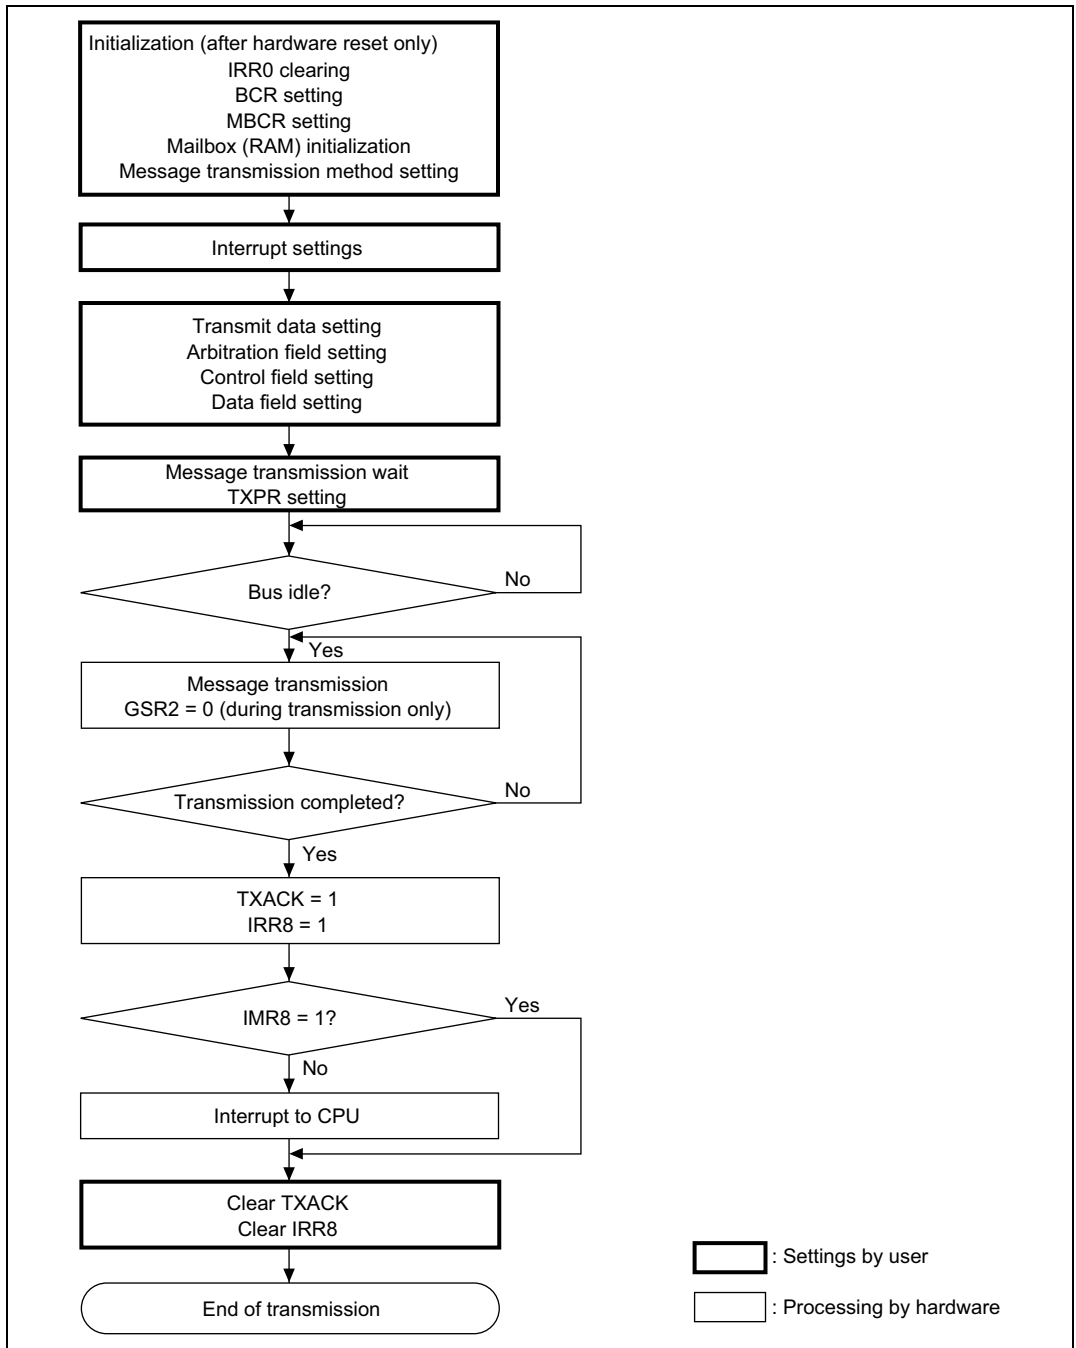 Initialization (after hardware reset only)
IRR0 clearing
BCR setting
MBCR setting
Mailbox (RAM) initialization
Message transmission method setting
Interrupt settings
Transmit data setting
Arbitration field setting
Control field setting
Data field setting
Message transmission wait
TXPR setting
Bus idle?
No
Yes
Message transmission
GSR2 = 0 (during transmission only)
Transmission completed?
No
Yes
TXACK = 1
IRR8 = 1
IMR8 = 1?
Yes
No
Interrupt to CPU
Clear TXACK
Clear IRR8
End of transmission
: Settings by user
: Processing by hardware